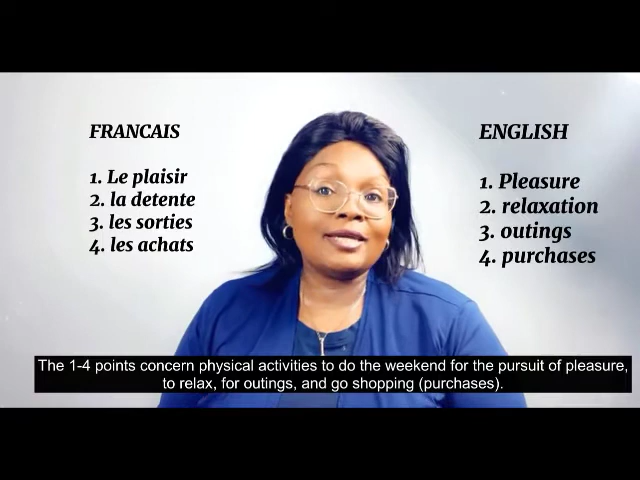 FRANCAIS
1. Le plaisir
2. la detente
3. les sorties
4. les achats
ENGLISH
1. Pleasure
2. relaxation
3. outings
4. purchases
The 1-4 points concern physical activities to do the weekend for the pursuit of pleasure,
to relax, for outings, and go shopping (purchases).